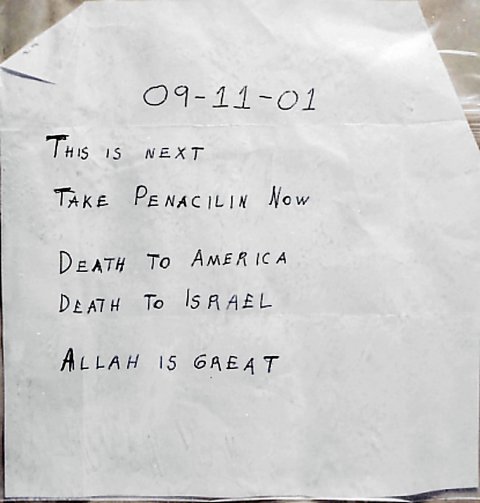 09-11-01
THIS IS NEXT
TAKE PENACILIN NOW
DEATH TO AMERICA
DEATH TO ISRAEL
ALLAH IS GREAT